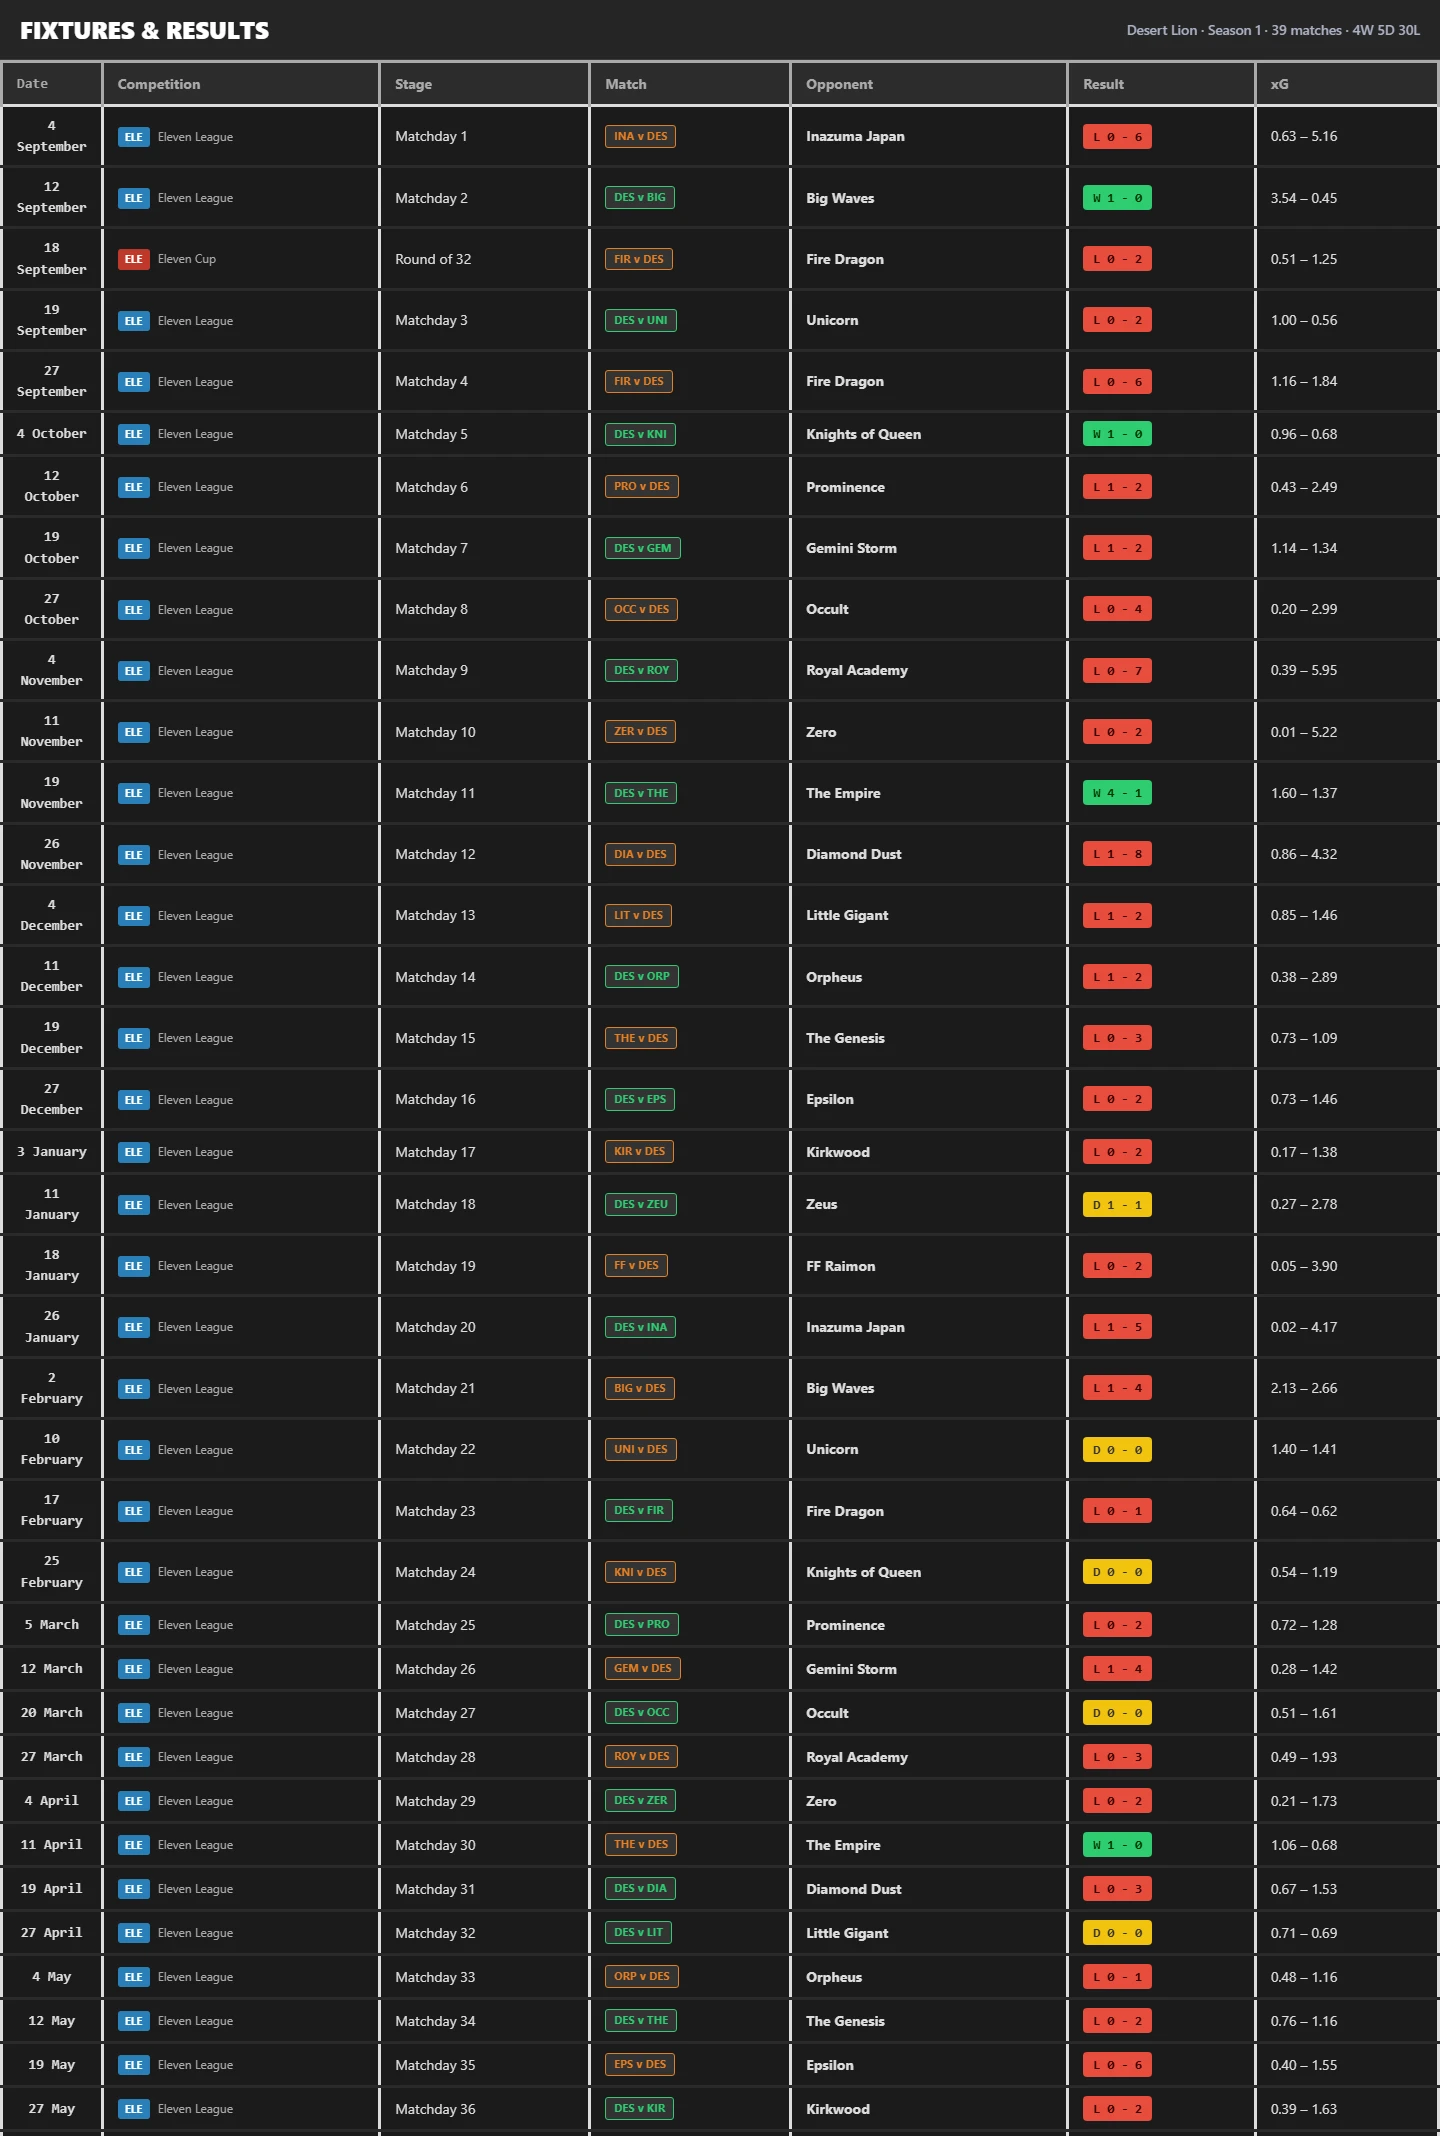 FIXTURES & RESULTS
Desert Lion · Season 1 · 39 matches · 4W 5D 30L
Date Competition Stage Match Opponent Result xG
4 September ELE Eleven League Matchday 1 INA v DES Inazuma Japan L 0 - 6 0.63 – 5.16
12 September ELE Eleven League Matchday 2 DES v BIG Big Waves W 1 - 0 3.54 – 0.45
18 September ELE Eleven Cup Round of 32 FIR v DES Fire Dragon L 0 - 2 0.51 – 1.25
19 September ELE Eleven League Matchday 3 DES v UNI Unicorn L 0 - 2 1.00 – 0.56
27 September ELE Eleven League Matchday 4 FIR v DES Fire Dragon L 0 - 6 1.16 – 1.84
4 October ELE Eleven League Matchday 5 DES v KNI Knights of Queen W 1 - 0 0.96 – 0.68
12 October ELE Eleven League Matchday 6 PRO v DES Prominence L 1 - 2 0.43 – 2.49
19 October ELE Eleven League Matchday 7 DES v GEM Gemini Storm L 1 - 2 1.14 – 1.34
27 October ELE Eleven League Matchday 8 OCC v DES Occult L 0 - 4 0.20 – 2.99
4 November ELE Eleven League Matchday 9 DES v ROY Royal Academy L 0 - 7 0.39 – 5.95
11 November ELE Eleven League Matchday 10 ZER v DES Zero L 0 - 2 0.01 – 5.22
19 November ELE Eleven League Matchday 11 DES v THE The Empire W 4 - 1 1.60 – 1.37
26 November ELE Eleven League Matchday 12 DIA v DES Diamond Dust L 1 - 8 0.86 – 4.32
4 December ELE Eleven League Matchday 13 LIT v DES Little Gigant L 1 - 2 0.85 – 1.46
11 December ELE Eleven League Matchday 14 DES v ORP Orpheus L 1 - 2 0.38 – 2.89
19 December ELE Eleven League Matchday 15 THE v DES The Genesis L 0 - 3 0.73 – 1.09
27 December ELE Eleven League Matchday 16 DES v EPS Epsilon L 0 - 2 0.73 – 1.46
3 January ELE Eleven League Matchday 17 KIR v DES Kirkwood L 0 - 2 0.17 – 1.38
11 January ELE Eleven League Matchday 18 DES v ZEU Zeus D 1 - 1 0.27 – 2.78
18 January ELE Eleven League Matchday 19 FF v DES FF Raimon L 0 - 2 0.05 – 3.90
26 January ELE Eleven League Matchday 20 DES v INA Inazuma Japan L 1 - 5 0.02 – 4.17
2 February ELE Eleven League Matchday 21 BIG v DES Big Waves L 1 - 4 2.13 – 2.66
10 February ELE Eleven League Matchday 22 UNI v DES Unicorn D 0 - 0 1.40 – 1.41
17 February ELE Eleven League Matchday 23 DES v FIR Fire Dragon L 0 - 1 0.64 – 0.62
25 February ELE Eleven League Matchday 24 KNI v DES Knights of Queen D 0 - 0 0.54 – 1.19
5 March ELE Eleven League Matchday 25 DES v PRO Prominence L 0 - 2 0.72 – 1.28
12 March ELE Eleven League Matchday 26 GEM v DES Gemini Storm L 1 - 4 0.28 – 1.42
20 March ELE Eleven League Matchday 27 DES v OCC Occult D 0 - 0 0.51 – 1.61
27 March ELE Eleven League Matchday 28 ROY v DES Royal Academy L 0 - 3 0.49 – 1.93
4 April ELE Eleven League Matchday 29 DES v ZER Zero L 0 - 2 0.21 – 1.73
11 April ELE Eleven League Matchday 30 THE v DES The Empire W 1 - 0 1.06 – 0.68
19 April ELE Eleven League Matchday 31 DES v DIA Diamond Dust L 0 - 3 0.67 – 1.53
27 April ELE Eleven League Matchday 32 DES v LIT Little Gigant D 0 - 0 0.71 – 0.69
4 May ELE Eleven League Matchday 33 ORP v DES Orpheus L 0 - 1 0.48 – 1.16
12 May ELE Eleven League Matchday 34 DES v THE The Genesis L 0 - 2 0.76 – 1.16
19 May ELE Eleven League Matchday 35 EPS v DES Epsilon L 0 - 6 0.40 – 1.55
27 May ELE Eleven League Matchday 36 DES v KIR Kirkwood L 0 - 2 0.39 – 1.63